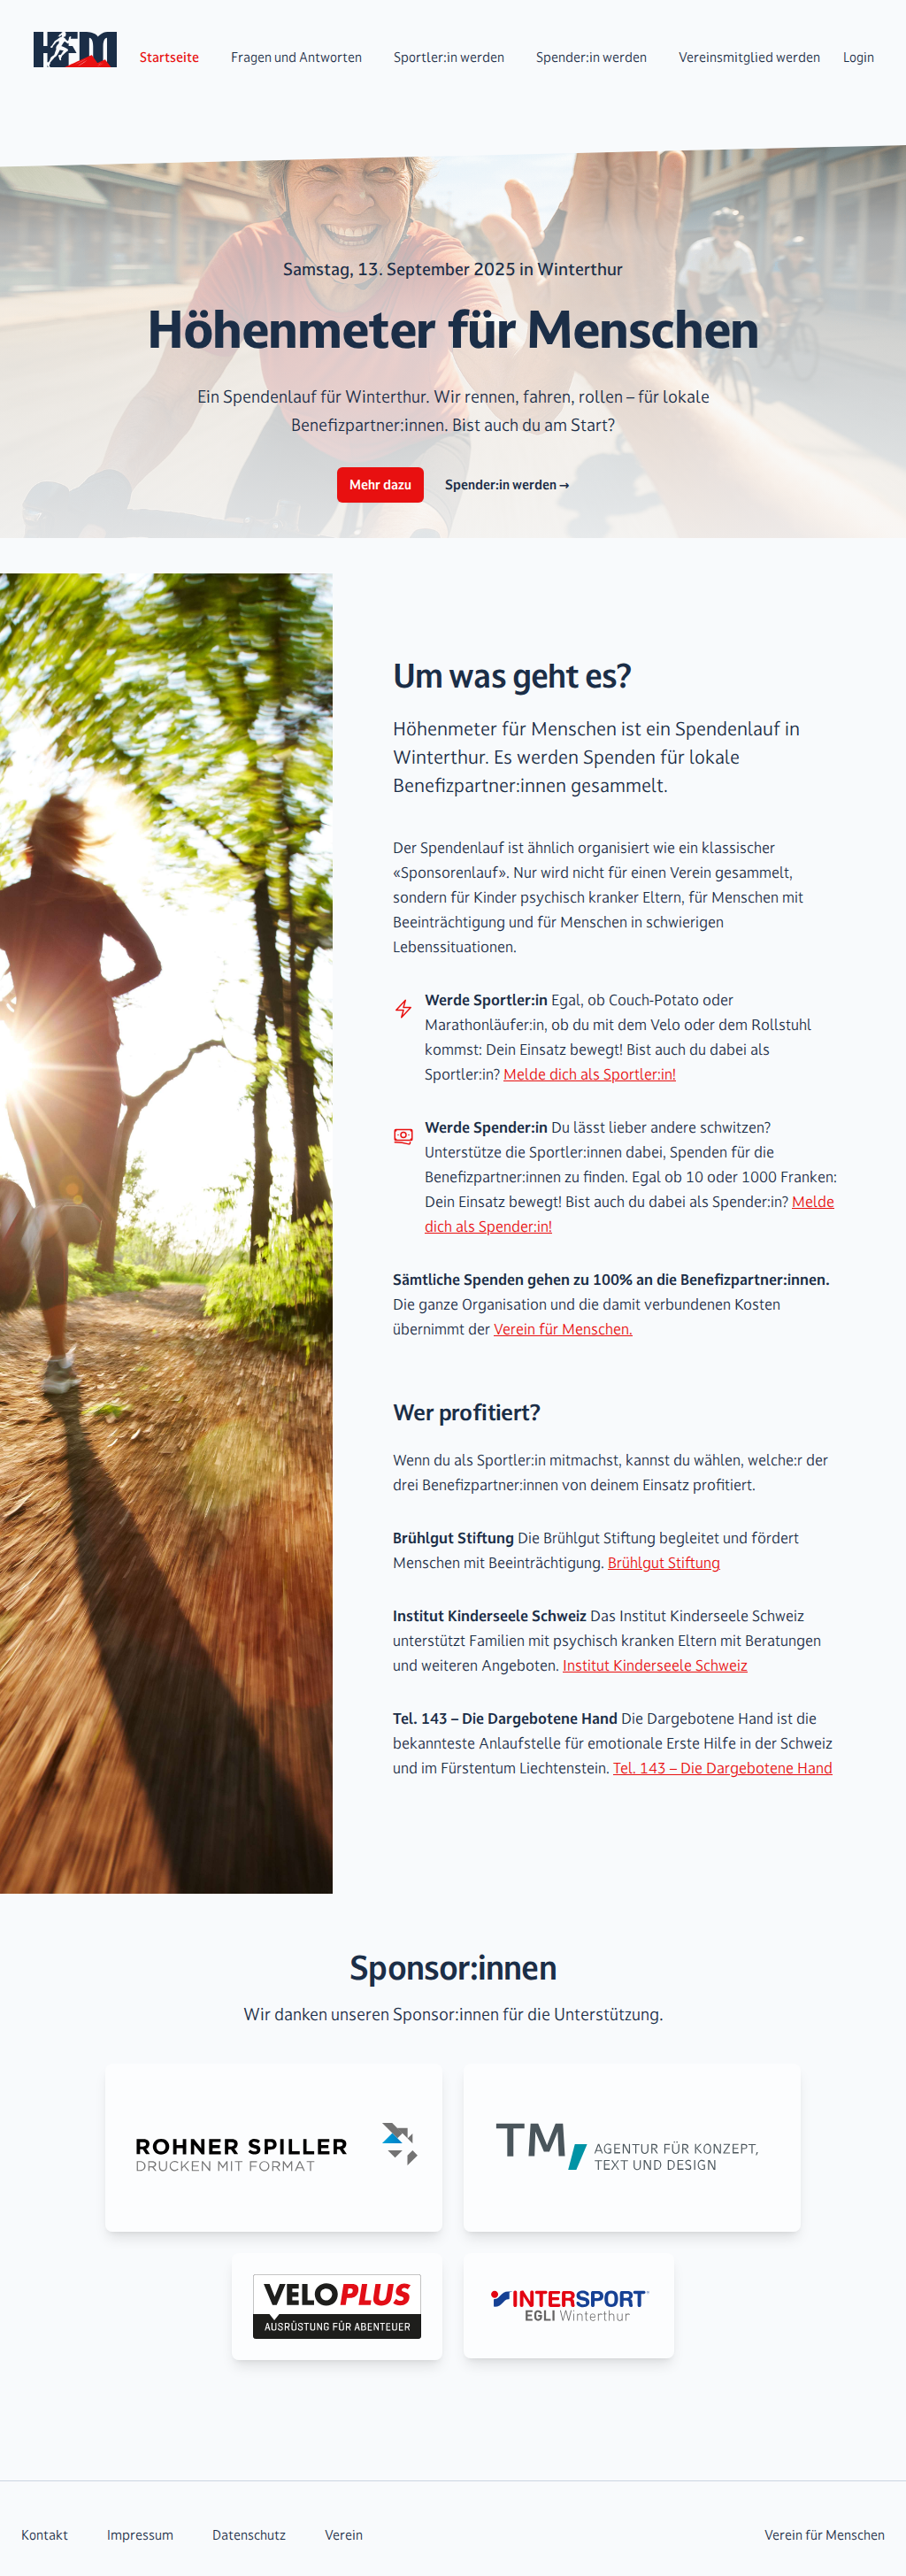 HFM
Startseite
Fragen und Antworten
Sportler:in werden
Spender:in werden
Vereinsmitglied werden
Login
Samstag, 13. September 2025 in Winterthur
Höhenmeter für Menschen
Ein Spendenlauf für Winterthur. Wir rennen, fahren, rollen – für lokale
Benefizpartner:innen. Bist auch du am Start?
Mehr dazu
Spender:in werden →
Um was geht es?
Höhenmeter für Menschen ist ein Spendenlauf in
Winterthur. Es werden Spenden für lokale
Benefizpartner:innen gesammelt.
Der Spendenlauf ist ähnlich organisiert wie ein klassischer
«Sponsorenlauf». Nur wird nicht für einen Verein gesammelt,
sondern für Kinder psychisch kranker Eltern, für Menschen mit
Beeinträchtigung und für Menschen in schwierigen
Lebenssituationen.
Werde Sportler:in Egal, ob Couch-Potato oder
Marathonläufer:in, ob du mit dem Velo oder dem Rollstuhl
kommst: Dein Einsatz bewegt! Bist auch du dabei als
Sportler:in? Melde dich als Sportler:in!
Werde Spender:in Du lässt lieber andere schwitzen?
Unterstütze die Sportler:innen dabei, Spenden für die
Benefizpartner:innen zu finden. Egal ob 10 oder 1000 Franken:
Dein Einsatz bewegt! Bist auch du dabei als Spender:in? Melde
dich als Spender:in!
Sämtliche Spenden gehen zu 100% an die Benefizpartner:innen.
Die ganze Organisation und die damit verbundenen Kosten
übernimmt der Verein für Menschen.
Wer profitiert?
Wenn du als Sportler:in mitmachst, kannst du wählen, welche:r der
drei Benefizpartner:innen von deinem Einsatz profitiert.
Brühlgut Stiftung Die Brühlgut Stiftung begleitet und fördert
Menschen mit Beeinträchtigung. Brühlgut Stiftung
Institut Kinderseele Schweiz Das Institut Kinderseele Schweiz
unterstützt Familien mit psychisch kranken Eltern mit Beratungen
und weiteren Angeboten. Institut Kinderseele Schweiz
Tel. 143 – Die Dargebotene Hand Die Dargebotene Hand ist die
bekannteste Anlaufstelle für emotionale Erste Hilfe in der Schweiz
und im Fürstentum Liechtenstein. Tel. 143 – Die Dargebotene Hand
Sponsor:innen
Wir danken unseren Sponsor:innen für die Unterstützung.
ROHNER SPILLER
DRUCKEN MIT FORMAT
TM,
AGENTUR FÜR KONZEPT,
TEXT UND DESIGN
VELOPLUS
AUSRÜSTUNG FÜR ABENTEUER
INTERSPORT
EGLI Winterthur
Kontakt
Impressum
Datenschutz
Verein
Verein für Menschen